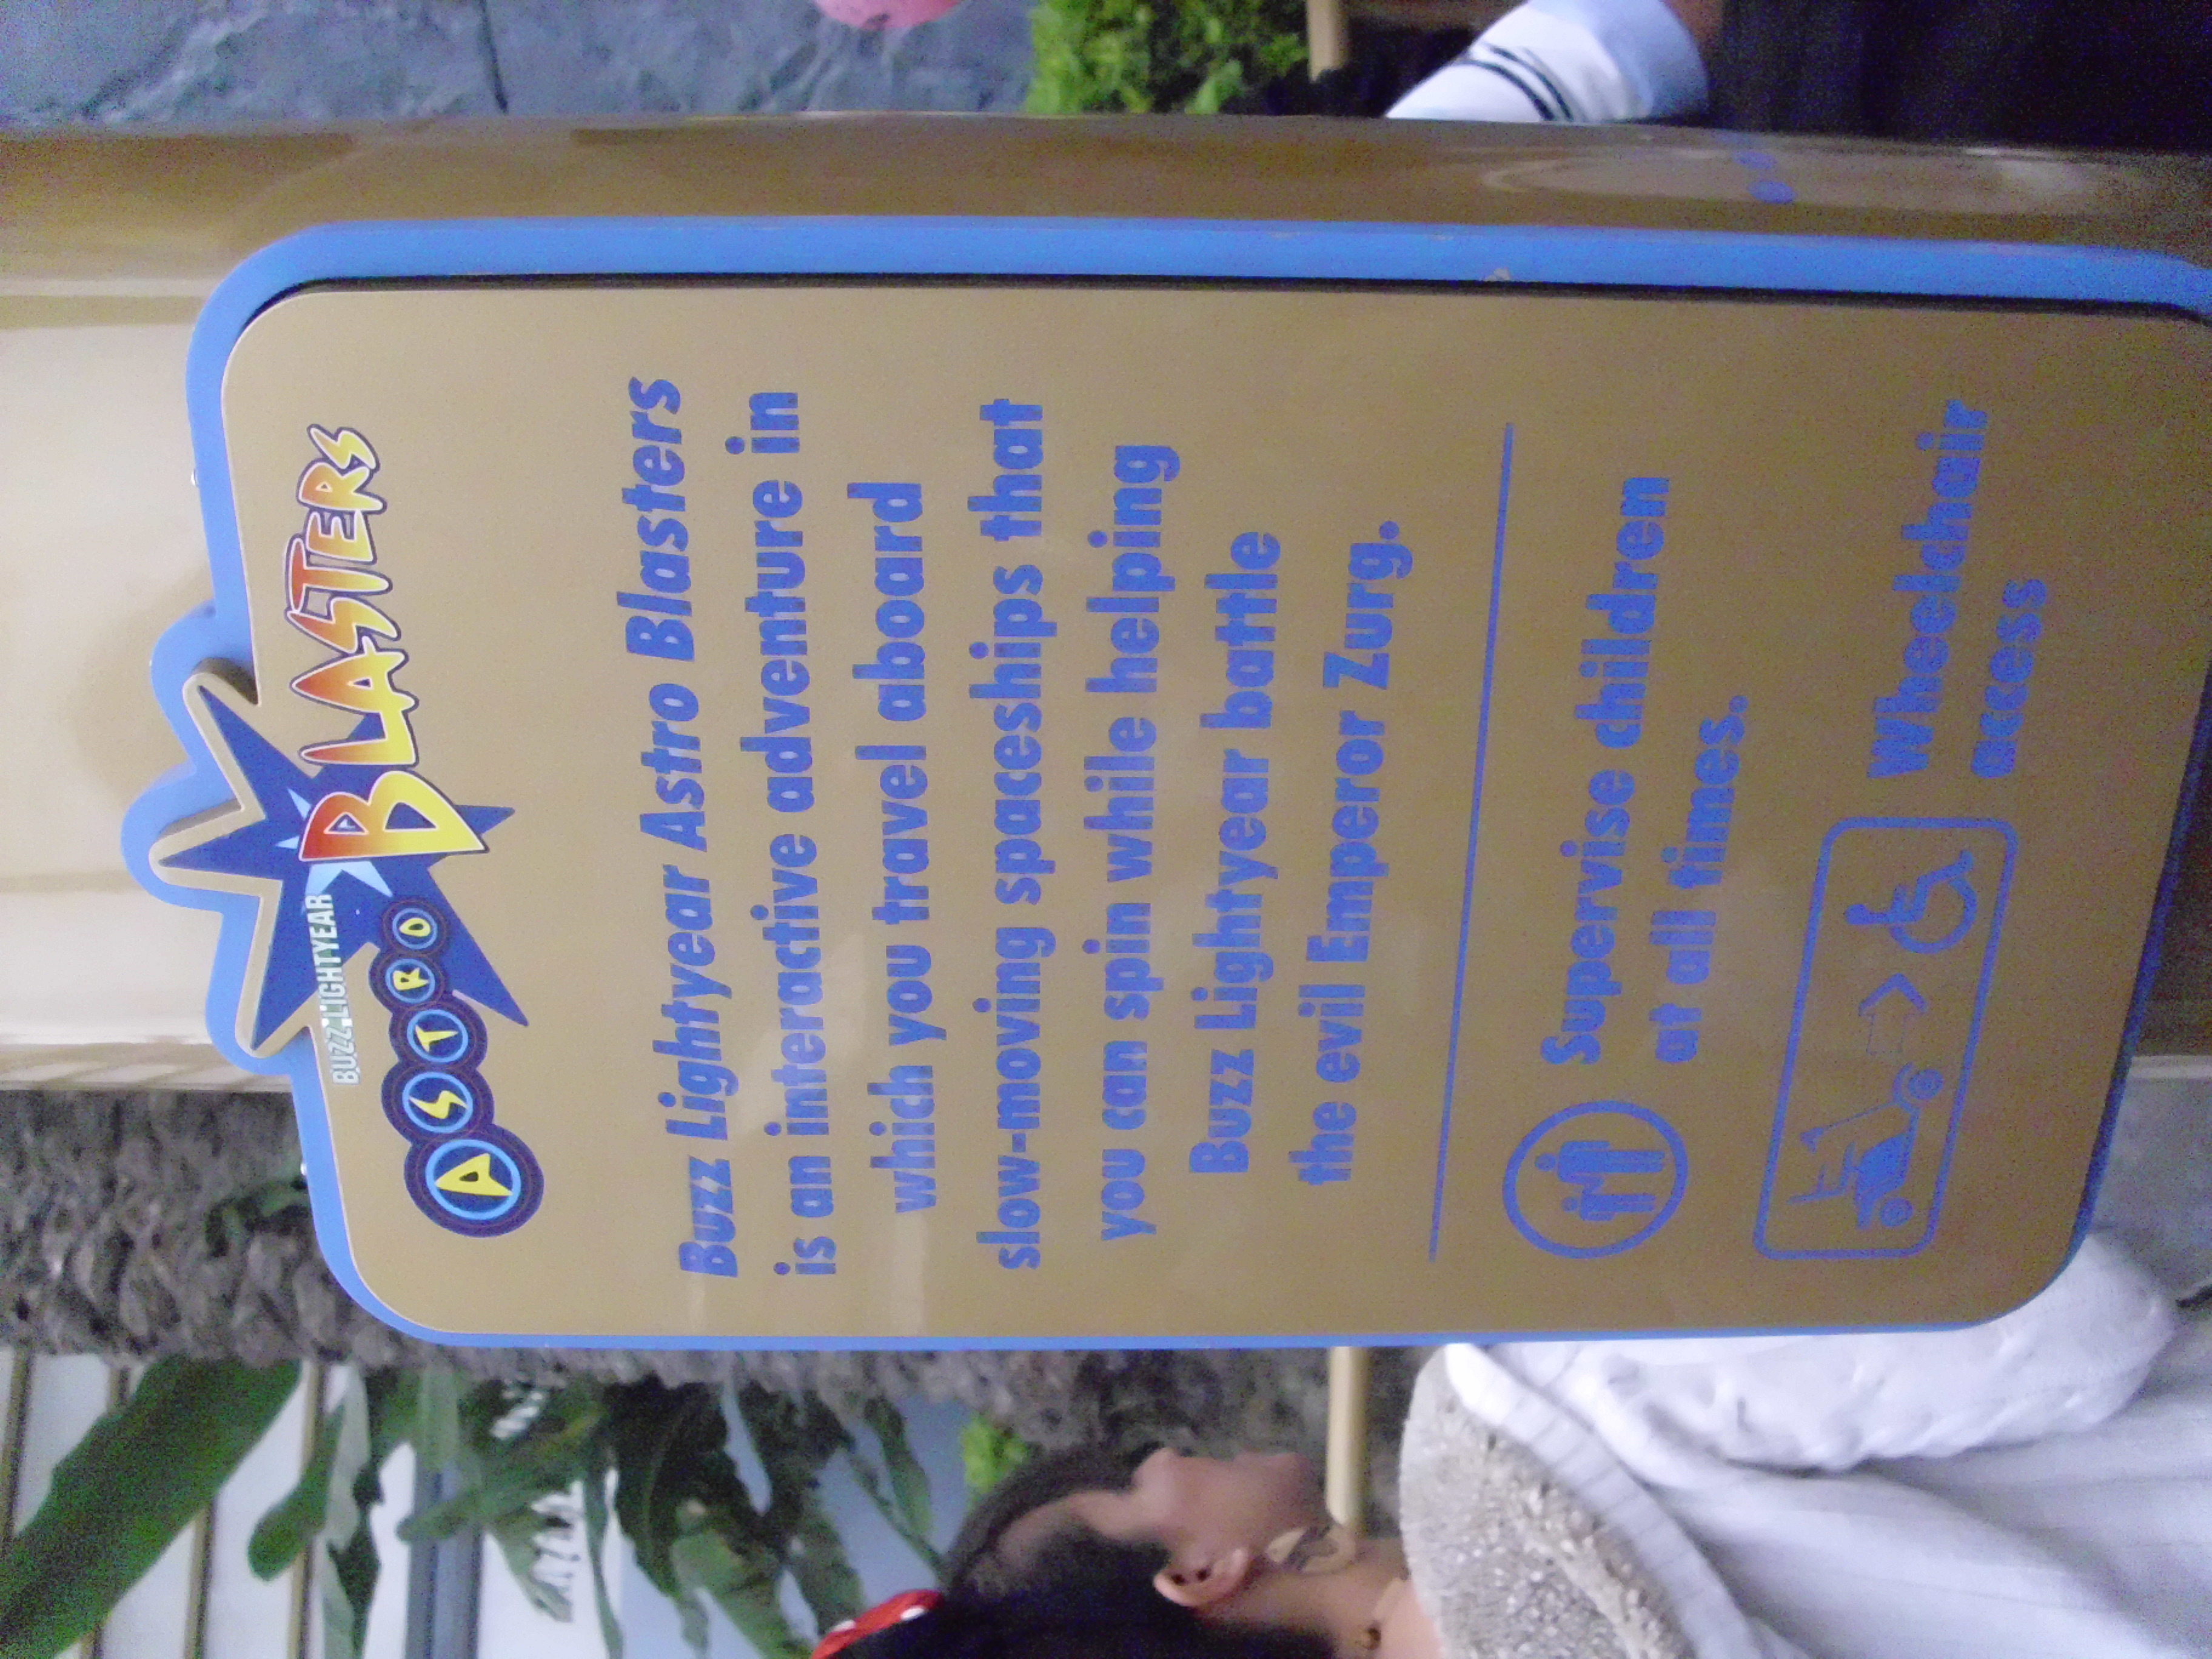 BUZZ LIGHTYEAR
ASTRO BLASTERS
Buzz Lightyear Astro Blasters
is an interactive adventure in
which you travel aboard
slow-moving spaceships that
you can spin while helping
Buzz Lightyear battle
the evil Emperor Zurg.
Supervise children
at all times.
Wheelchair
access